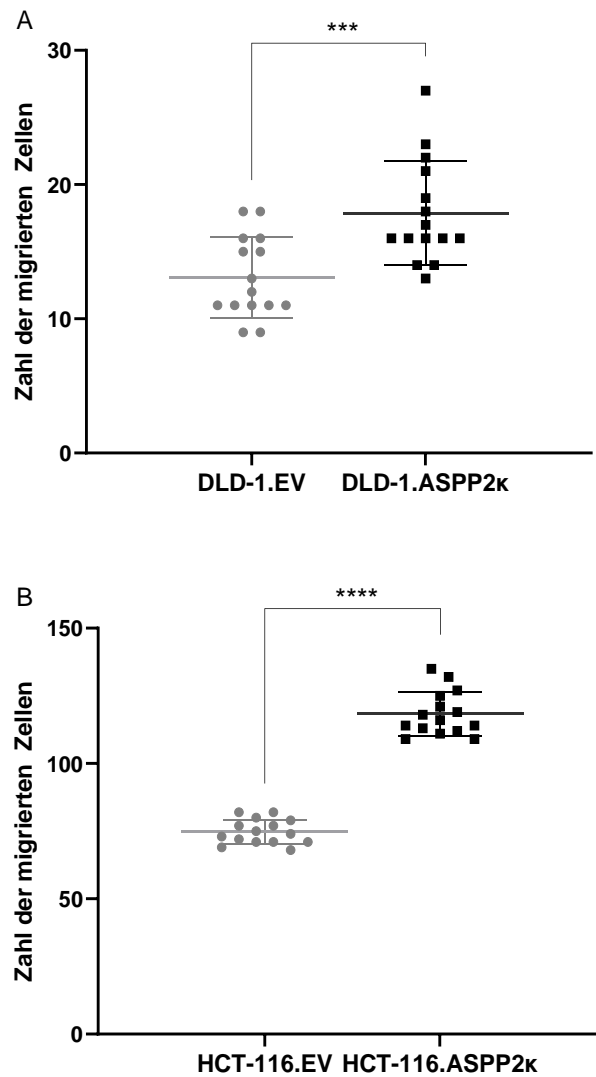 A
***
30
20
10
0
Zahl der migrierten Zellen
DLD-1.EV DLD-1.ASPP2κ
B
****
150
100
50
0
Zahl der migrierten Zellen
HCT-116.EV HCT-116.ASPP2κ